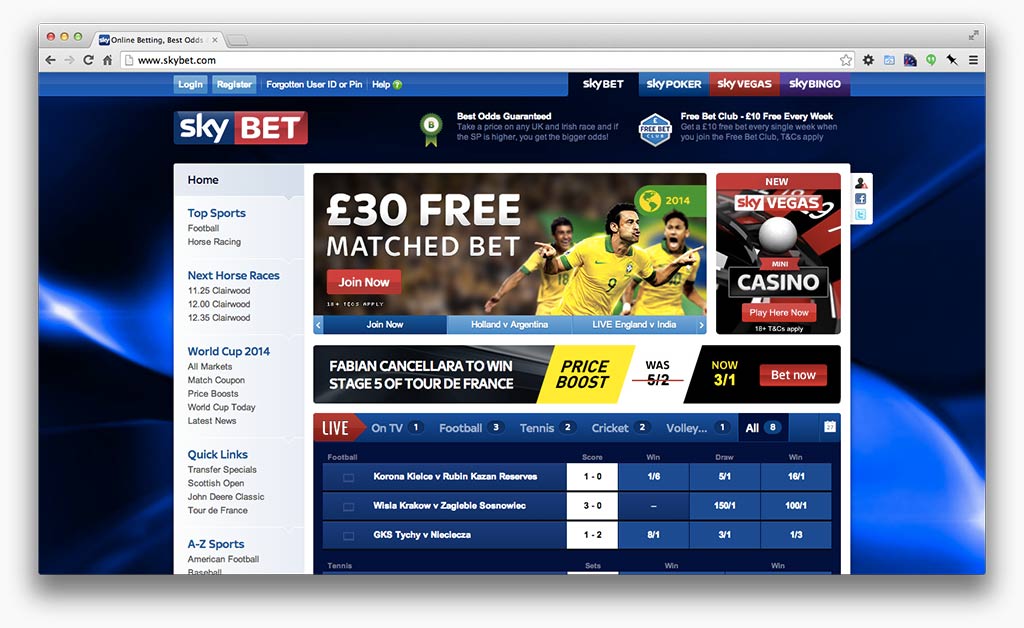 Online Betting, Best Odds
www.skybet.com
Login Register Forgotten User ID or Pin Help ?
sky BET sky POKER sky VEGAS sky BINGO
sky BET
B
Best Odds Guaranteed
Take a price on any UK and Irish race and if
the SP is higher, you get the bigger odds!
£
FREE BET
CLUB
Free Bet Club - £10 Free Every Week
Get a £10 free bet every single week when
you join the Free Bet Club, T&Cs apply
Home
Top Sports
Football
Horse Racing
Next Horse Races
11.25 Clairwood
12.00 Clairwood
12.35 Clairwood
World Cup 2014
All Markets
Match Coupon
Price Boosts
World Cup Today
Latest News
Quick Links
Transfer Specials
Scottish Open
John Deere Classic
Tour de France
A-Z Sports
American Football
Baseball
£30 FREE
MATCHED BET
Join Now
18+ T&CS APPLY
2014
Join Now Holland v Argentina LIVE England v India
NEW
sky VEGAS
MINI
CASINO
Play Here Now
18+ T&Cs apply
FABIAN CANCELLARA TO WIN
STAGE 5 OF TOUR DE FRANCE
PRICE
BOOST
WAS
5/2
NOW
3/1
Bet now
LIVE On TV 1 Football 3 Tennis 2 Cricket 2 Volley... 1 All 8
Football Score Win Draw Win
Korona Kielce v Rubin Kazan Reserves 1 - 0 1/6 5/1 16/1
Wisla Krakow v Zaglebie Sosnowiec 3 - 0 – 150/1 100/1
GKS Tychy v Nieciecza 1 - 2 8/1 3/1 1/3
Tennis Sets Win Win